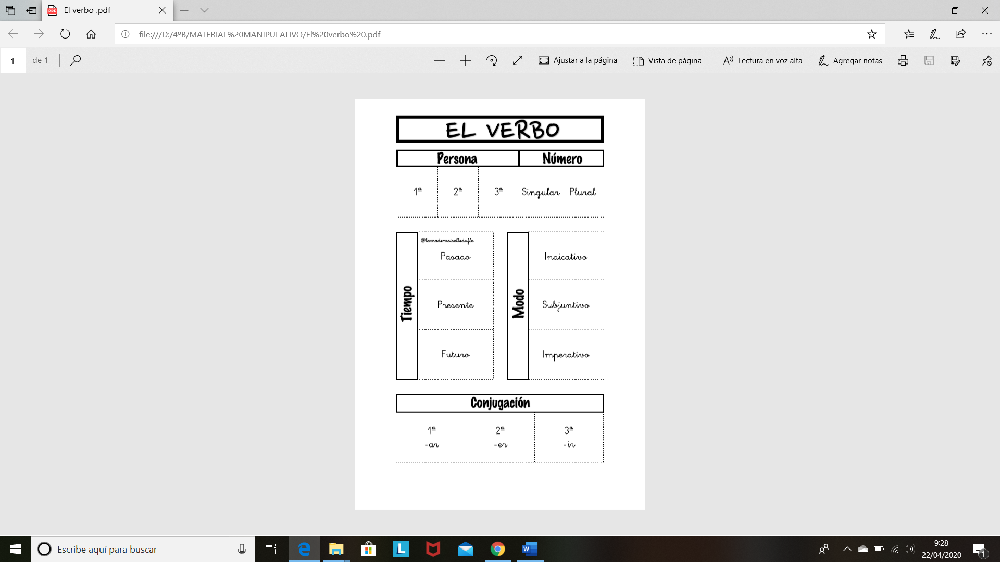 El verbo .pdf
file:///D:/4ºB/MATERIAL%20MANIPULATIVO/El%20verbo%20.pdf
1 de 1
Ajustar a la página
Vista de página
Lectura en voz alta
Agregar notas
EL VERBO
Persona Número
1ª 2ª 3ª Singular Plural
Tiempo
@lamademoiselledufle
Pasado
Presente
Futuro
Modo
Indicativo
Subjuntivo
Imperativo
Conjugación
1ª 2ª 3ª
-ar -er -ir
Escribe aquí para buscar
L
W
9:28
22/04/2020
1